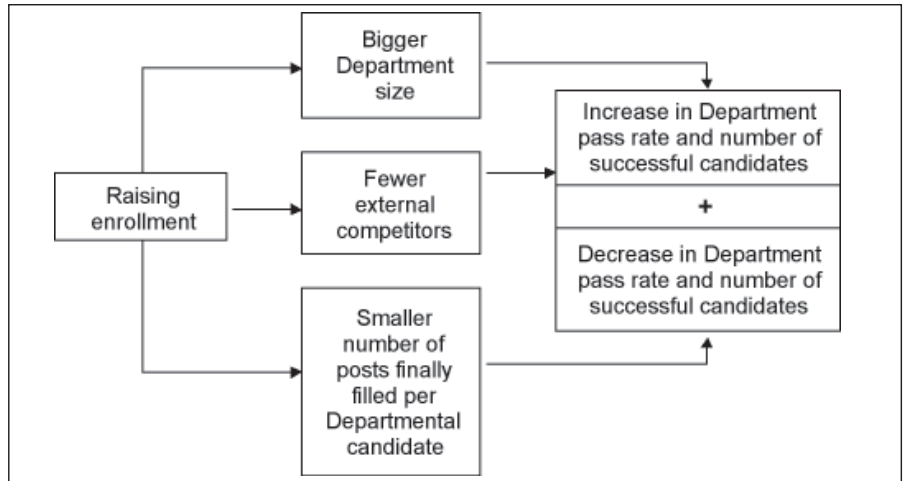 Bigger
Department
size
Increase in Department
pass rate and number of
successful candidates
Raising
enrollment
Fewer
external
competitors
+
Decrease in Department
pass rate and number of
successful candidates
Smaller
number of
posts finally
filled per
Departmental
candidate